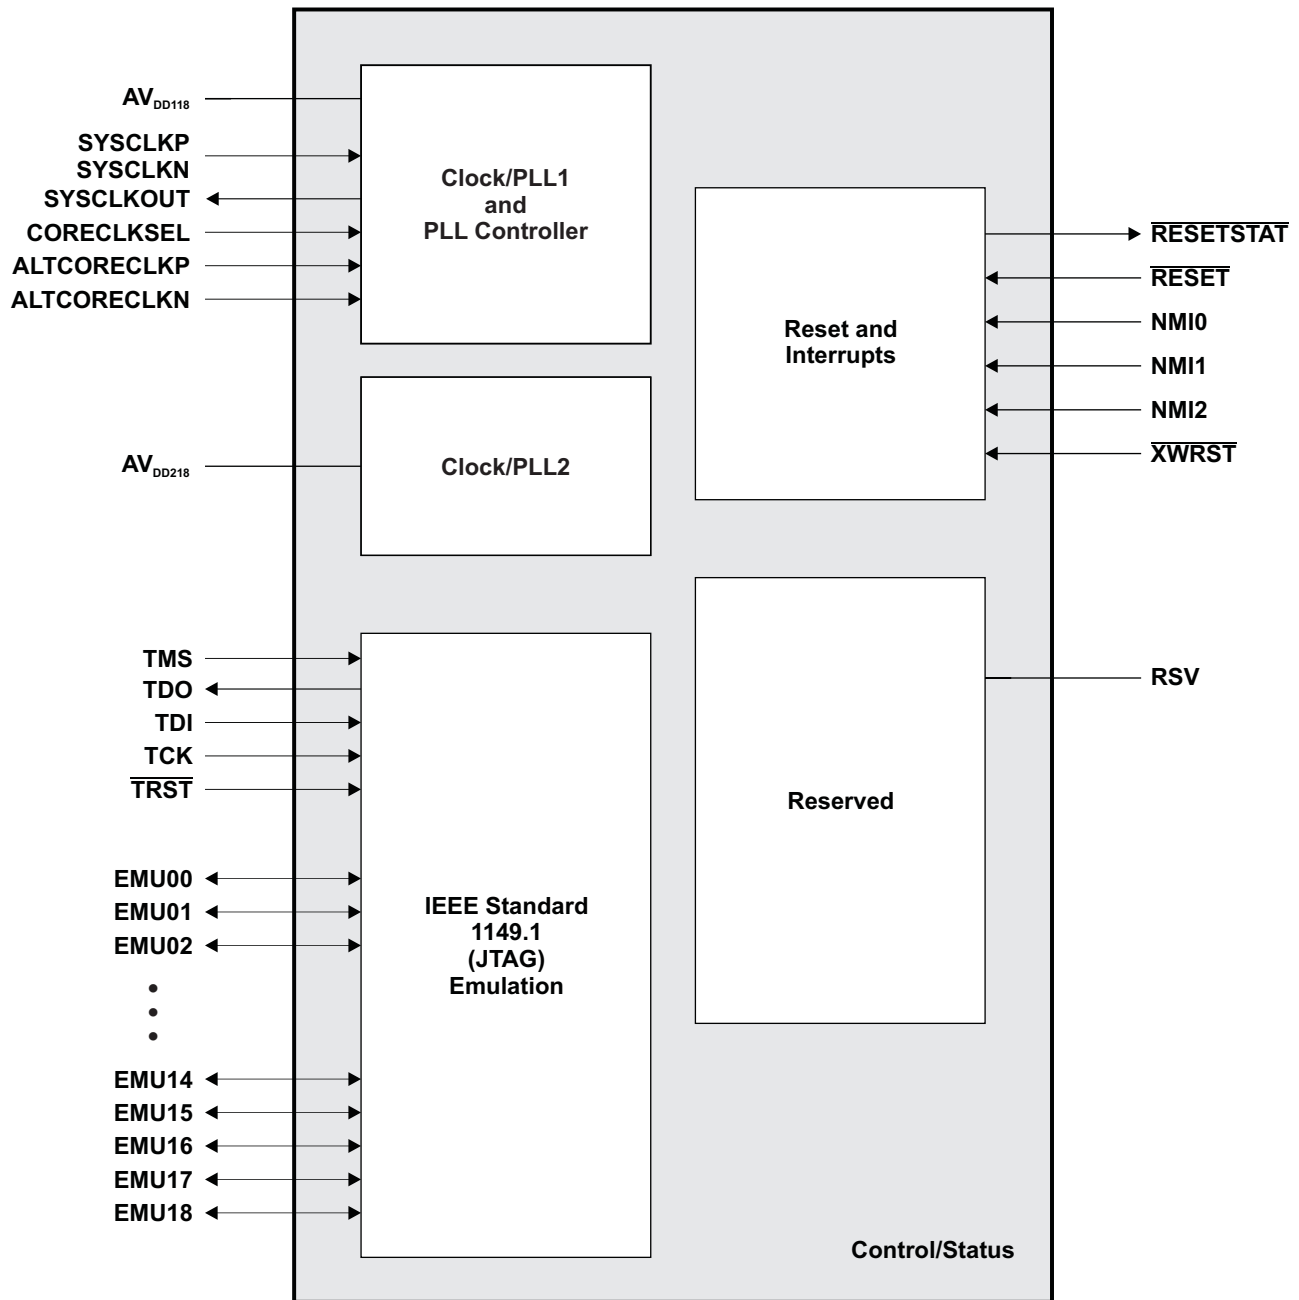 AVDD118
SYSCLKP
SYSCLKN
SYSCLKOUT
CORECLKSEL
ALTCORECLKP
ALTCORECLKN
Clock/PLL1
and
PLL Controller
AVDD218
Clock/PLL2
TMS
TDO
TDI
TCK
TRST
EMU00
EMU01
EMU02
EMU14
EMU15
EMU16
EMU17
EMU18
IEEE Standard
1149.1
(JTAG)
Emulation
Reset and
Interrupts
RESETSTAT
RESET
NMI0
NMI1
NMI2
XWRST
Reserved
RSV
Control/Status